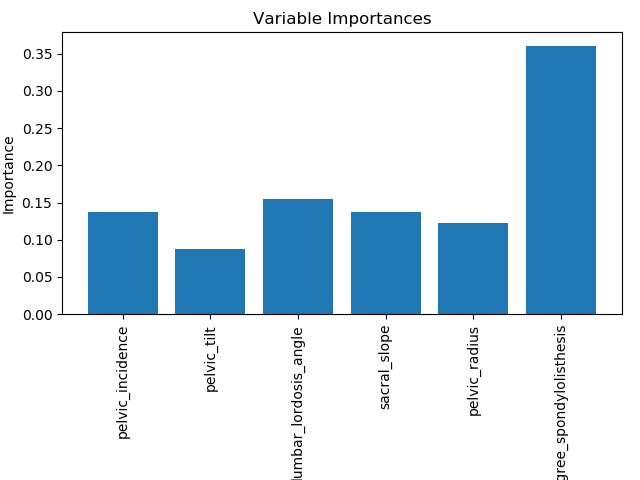 Variable Importances
Importance
0.35
0.30
0.25
0.20
0.15
0.10
0.05
0.00
pelvic_incidence
pelvic_tilt
lumbar_lordosis_angle
sacral_slope
pelvic_radius
gree_spondylolisthesis